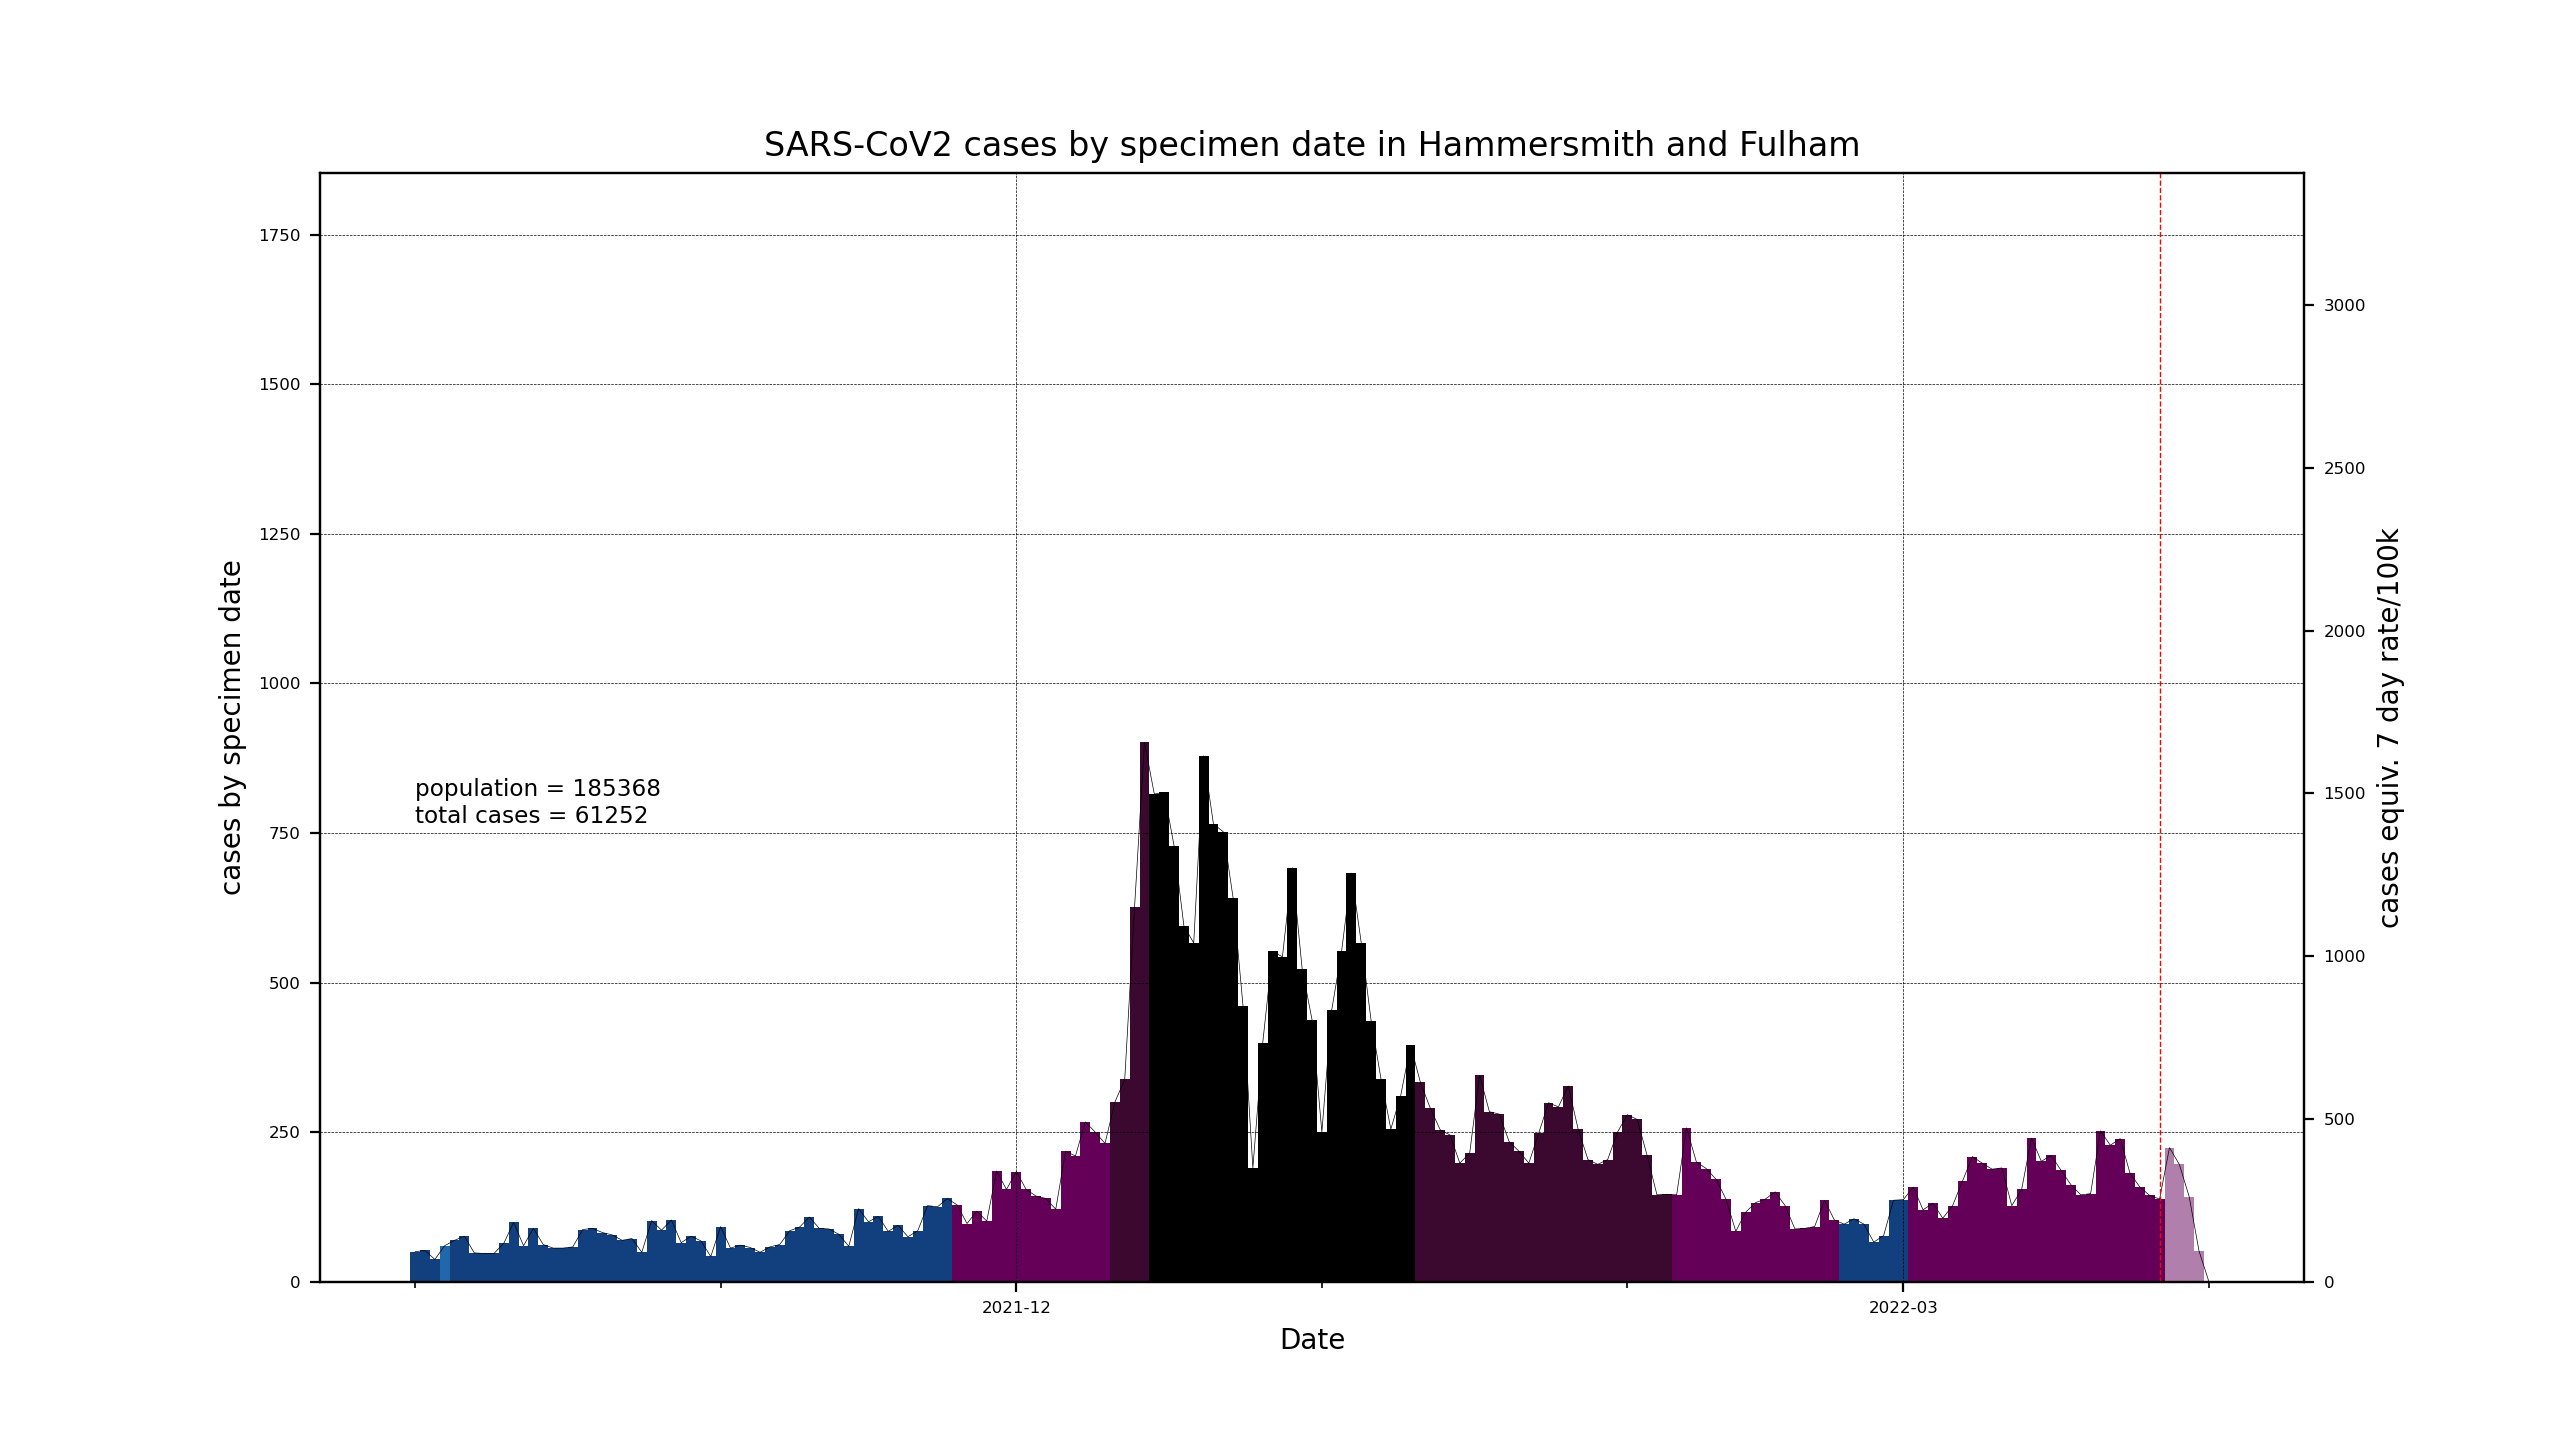 SARS-CoV2 cases by specimen date in Hammersmith and Fulham
cases by specimen date
1750
1500
1250
1000
750
500
250
0
population = 185368
total cases = 61252
3000
2500
2000
1500
1000
500
0
cases equiv. 7 day rate/100k
2021-12
2022-03
Date